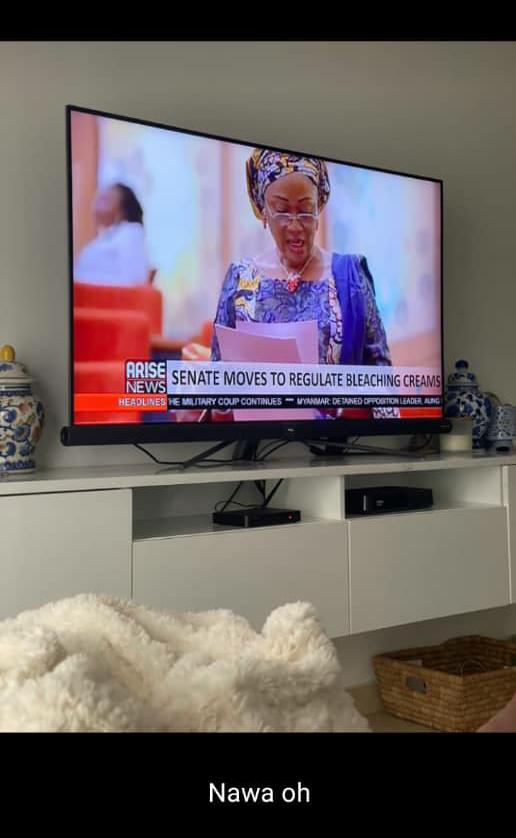 ARISE
NEWS
SENATE MOVES TO REGULATE BLEACHING CREAMS
HEADLINES
HE MILITARY COUP CONTINUES
MYANMAR: DETAINED OPPOSITION LEADER, AUNG
Nawa oh